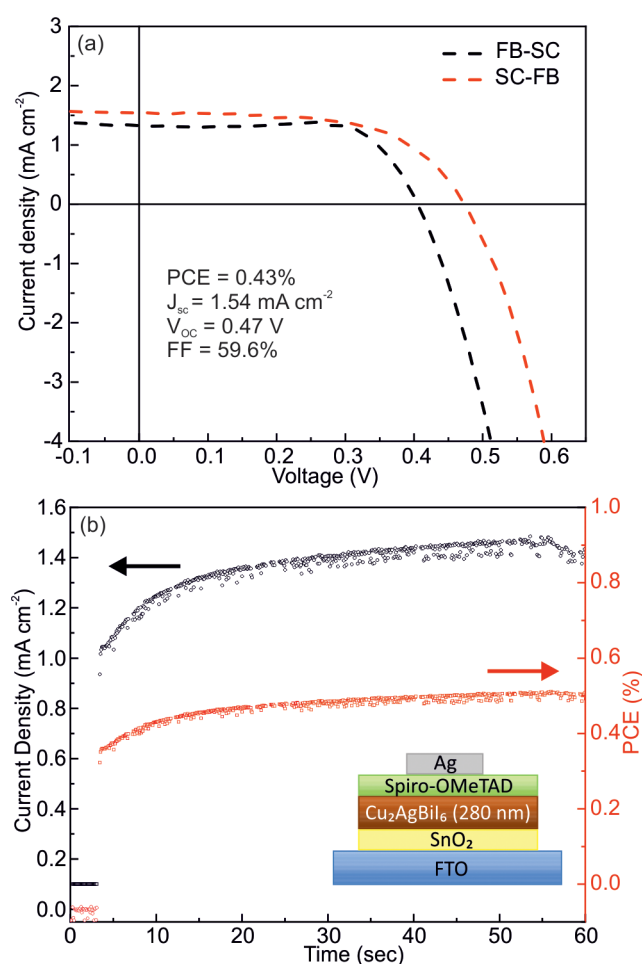 (a)
FB-SC
SC-FB
2
1
0
-1
-2
-3
-4
Current density (mA cm⁻²)
PCE = 0.43%
Jsc = 1.54 mA cm⁻²
VOC = 0.47 V
FF = 59.6%
-0.1 0.0 0.1 0.2 0.3 0.4 0.5 0.6
Voltage (V)
(b)
1.6
1.4
1.2
1.0
0.8
0.6
0.4
0.2
0.0
Current Density (mA cm⁻²)
1.0
0.8
0.6
0.4
0.2
0.0
PCE (%)
Ag
Spiro-OMeTAD
Cu₂AgBiI₆ (280 nm)
SnO₂
FTO
0 10 20 30 40 50 60
Time (sec)